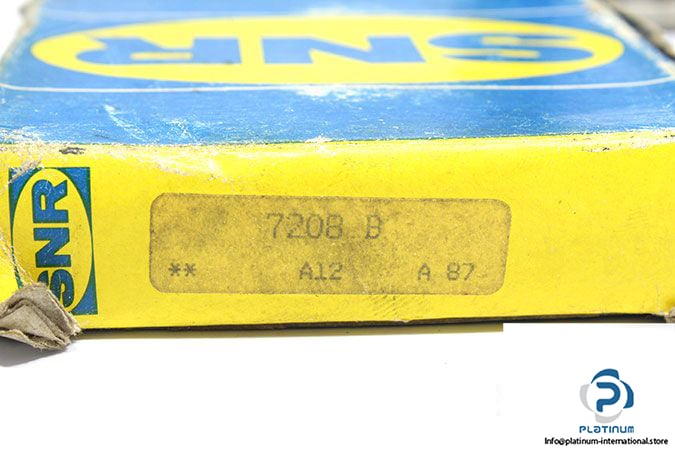 SNR
SNR
7208 B
** A12 A 87
PLATINUM
Info@platinum-international.store